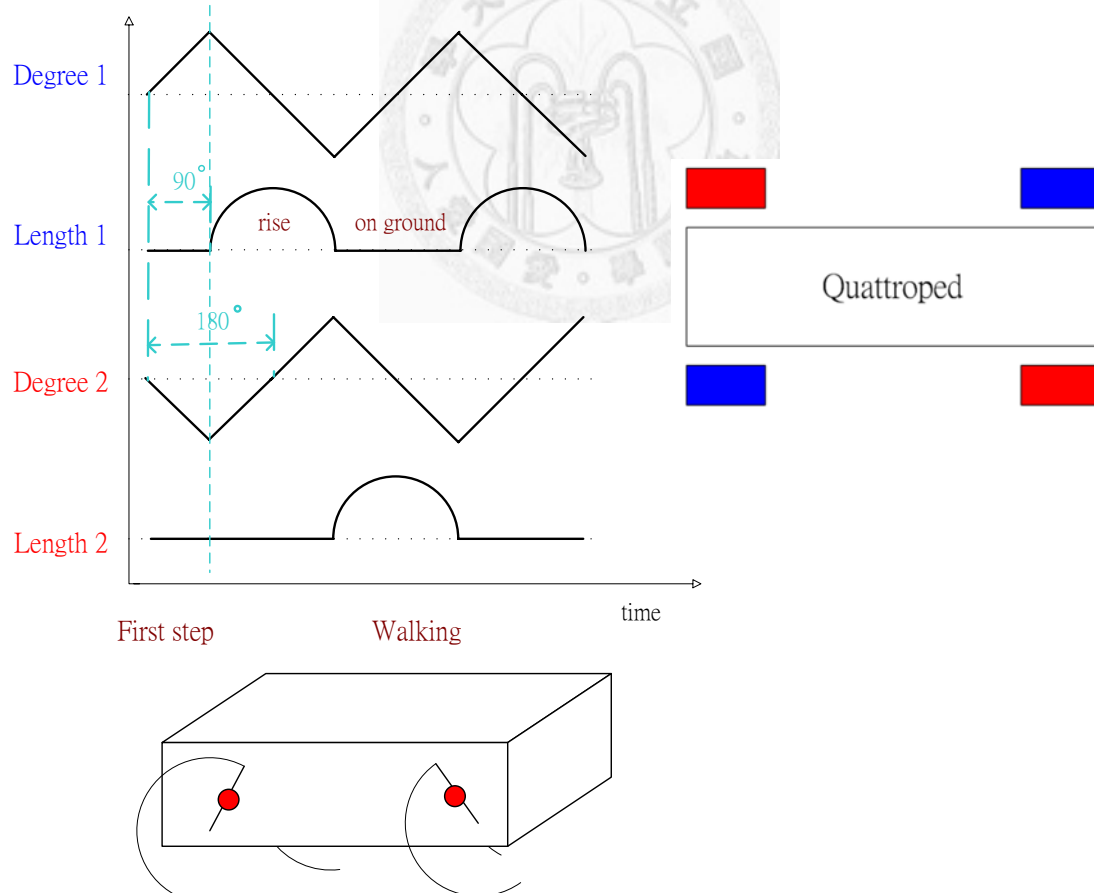 Degree 1
90°
Length 1
rise
on ground
180°
Degree 2
Length 2
time
First step
Walking
Quattroped